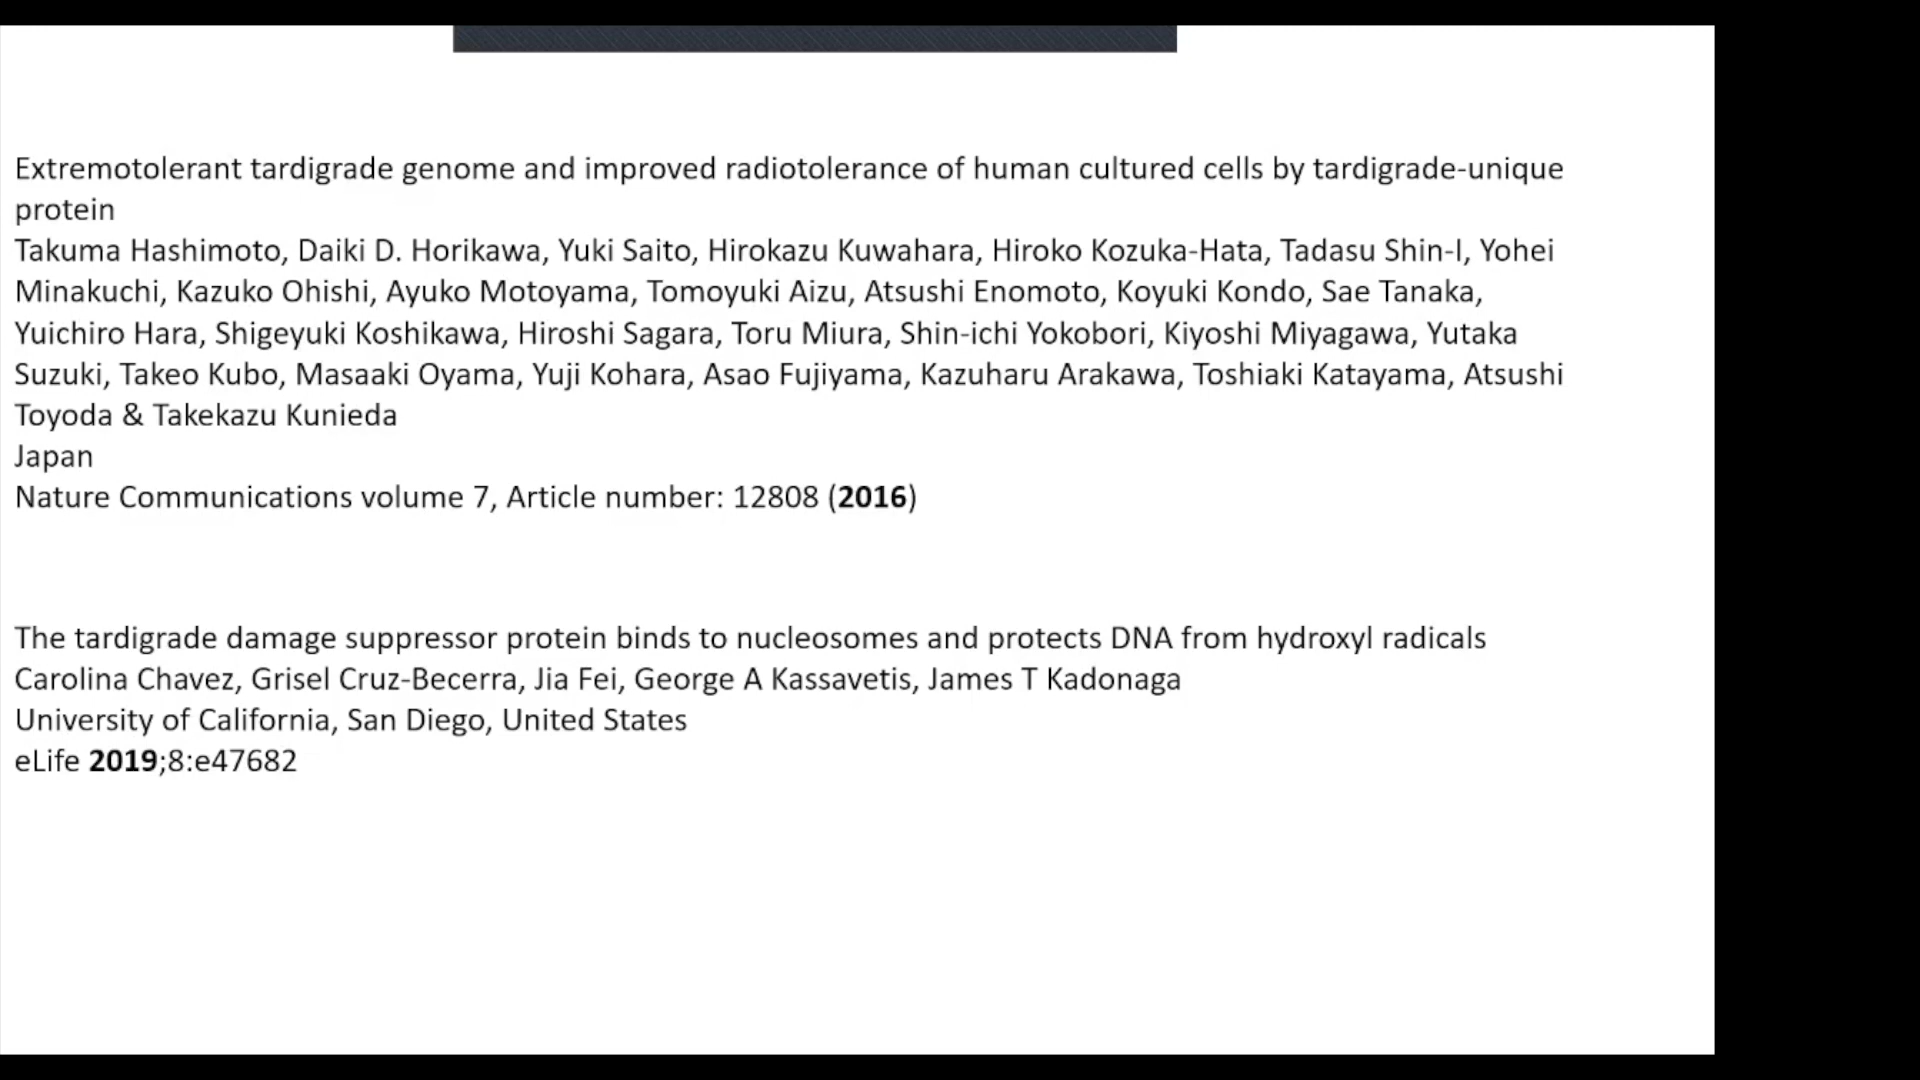 Extremotolerant tardigrade genome and improved radiotolerance of human cultured cells by tardigrade-unique
protein
Takuma Hashimoto, Daiki D. Horikawa, Yuki Saito, Hirokazu Kuwahara, Hiroko Kozuka-Hata, Tadasu Shin-I, Yohei
Minakuchi, Kazuko Ohishi, Ayuko Motoyama, Tomoyuki Aizu, Atsushi Enomoto, Koyuki Kondo, Sae Tanaka,
Yuichiro Hara, Shigeyuki Koshikawa, Hiroshi Sagara, Toru Miura, Shin-ichi Yokobori, Kiyoshi Miyagawa, Yutaka
Suzuki, Takeo Kubo, Masaaki Oyama, Yuji Kohara, Asao Fujiyama, Kazuharu Arakawa, Toshiaki Katayama, Atsushi
Toyoda & Takekazu Kunieda
Japan
Nature Communications volume 7, Article number: 12808 (2016)
The tardigrade damage suppressor protein binds to nucleosomes and protects DNA from hydroxyl radicals
Carolina Chavez, Grisel Cruz-Becerra, Jia Fei, George A Kassavetis, James T Kadonaga
University of California, San Diego, United States
eLife 2019;8:e47682